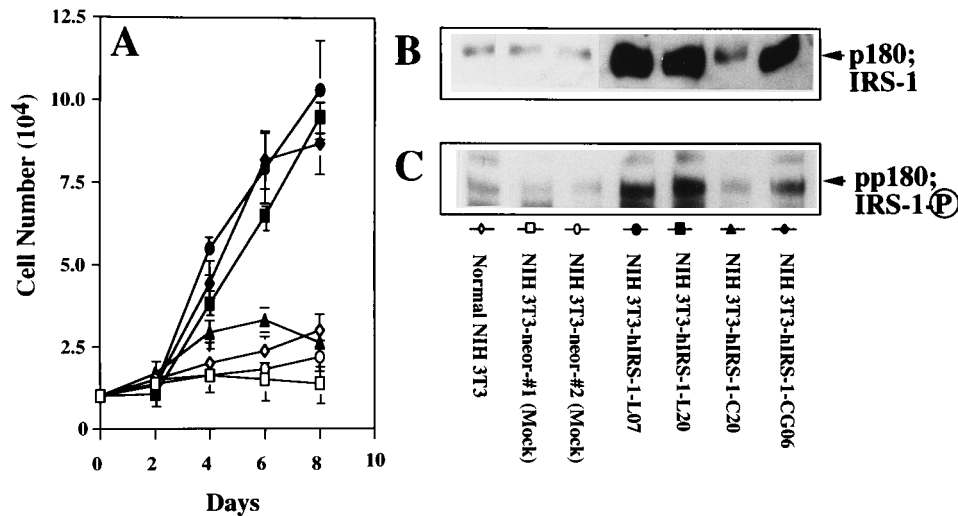 A
12.5
10.0
7.5
5.0
2.5
0
Cell Number (10⁴)
0 2 4 6 8 10
Days
B
p180;
IRS-1
C
pp180;
IRS-1-P
Normal NIH 3T3
NIH 3T3-neor-#1 (Mock)
NIH 3T3-neor-#2 (Mock)
NIH 3T3-hIRS-1-L07
NIH 3T3-hIRS-1-L20
NIH 3T3-hIRS-1-C20
NIH 3T3-hIRS-1-CG06